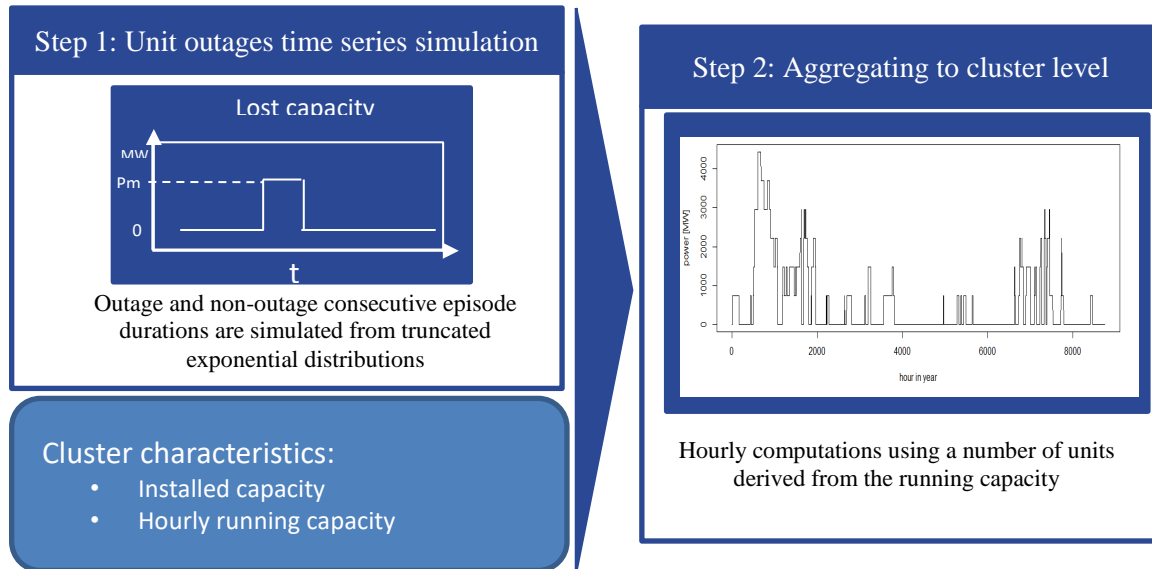 Step 1: Unit outages time series simulation
Lost capacity
MW
Pm
0
t
Outage and non-outage consecutive episode
durations are simulated from truncated
exponential distributions
Cluster characteristics:
• Installed capacity
• Hourly running capacity
Step 2: Aggregating to cluster level
power [MW]
4000
3000
2000
1000
0
0 2000 4000 6000 8000
hour in year
Hourly computations using a number of units
derived from the running capacity